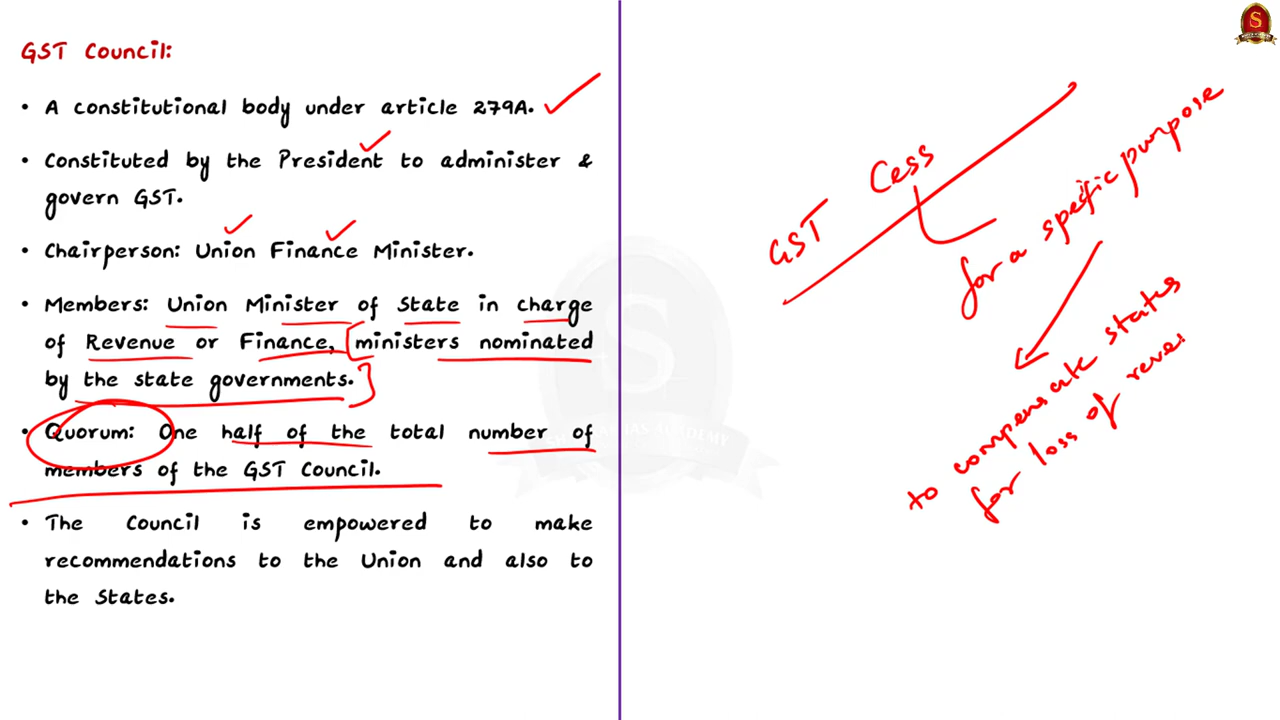 GST Council:
• A constitutional body under article 279A.
• Constituted by the President to administer &
govern GST.
• Chairperson: Union Finance Minister.
• Members: Union Minister of State in charge
of Revenue or Finance, ministers nominated
by the state governments.
• Quorum: One half of the total number of
members of the GST Council.
• The Council is empowered to make
recommendations to the Union and also to
the States.
GST Cess
for a specific purpose
to compensate states
for loss of reve